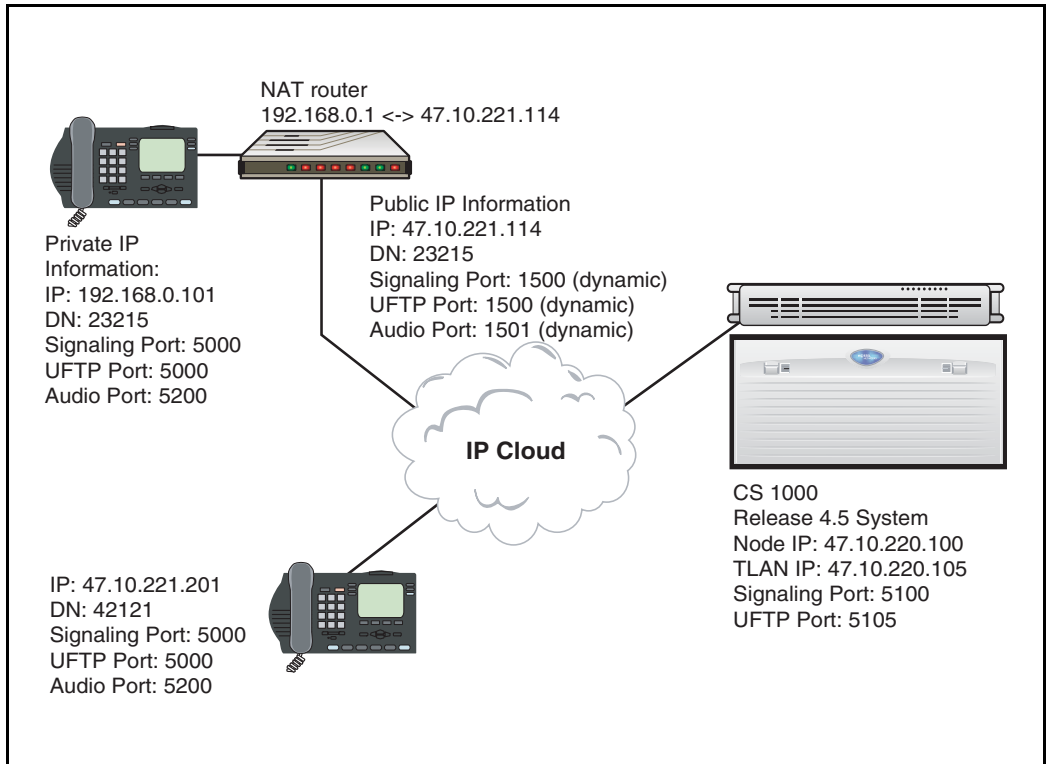 NAT router
192.168.0.1 <-> 47.10.221.114
Private IP
Information:
IP: 192.168.0.101
DN: 23215
Signaling Port: 5000
UFTP Port: 5000
Audio Port: 5200
Public IP Information
IP: 47.10.221.114
DN: 23215
Signaling Port: 1500 (dynamic)
UFTP Port: 1500 (dynamic)
Audio Port: 1501 (dynamic)
IP Cloud
CS 1000
Release 4.5 System
Node IP: 47.10.220.100
TLAN IP: 47.10.220.105
Signaling Port: 5100
UFTP Port: 5105
IP: 47.10.221.201
DN: 42121
Signaling Port: 5000
UFTP Port: 5000
Audio Port: 5200